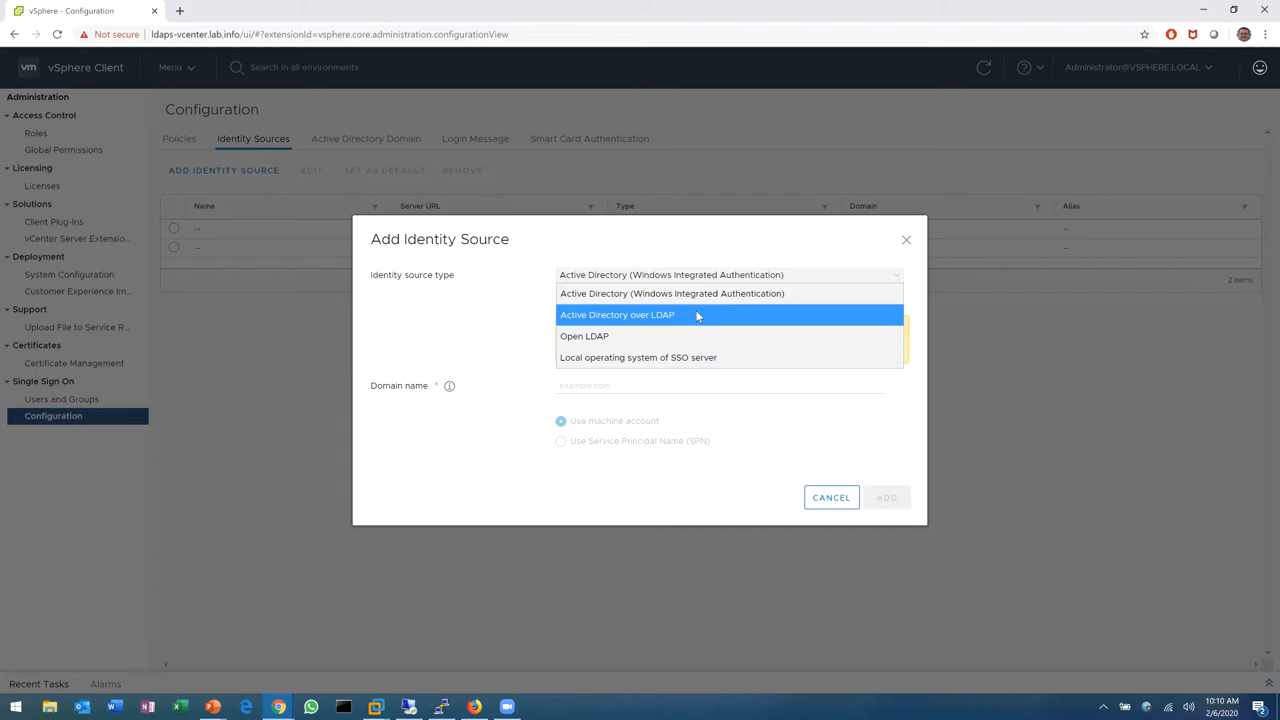 vSphere - Configuration
Not secure ldaps-vcenter.lab.info/ui/#?extensionId=vsphere.core.administration.configurationView
vm vSphere Client Menu Search in all environments Administrator@VSPHERE.LOCAL
Administration
Access Control
Roles
Global Permissions
Licensing
Licenses
Solutions
Client Plug-Ins
vCenter Server Extensio...
Deployment
System Configuration
Customer Experience Im...
Support
Upload File to Service R...
Certificates
Certificate Management
Single Sign On
Users and Groups
Configuration
Configuration
Policies Identity Sources Active Directory Domain Login Message Smart Card Authentication
ADD IDENTITY SOURCE EDIT SET AS DEFAULT REMOVE
Name Server URL Type Domain Alias
-- -- --
-- -- --
2 items
Add Identity Source
Identity source type Active Directory (Windows Integrated Authentication)
Active Directory (Windows Integrated Authentication)
Active Directory over LDAP
Open LDAP
Local operating system of SSO server
Domain name * example.com
Use machine account
Use Service Principal Name (SPN)
CANCEL ADD
Recent Tasks Alarms
10:10 AM
2/6/2020
2